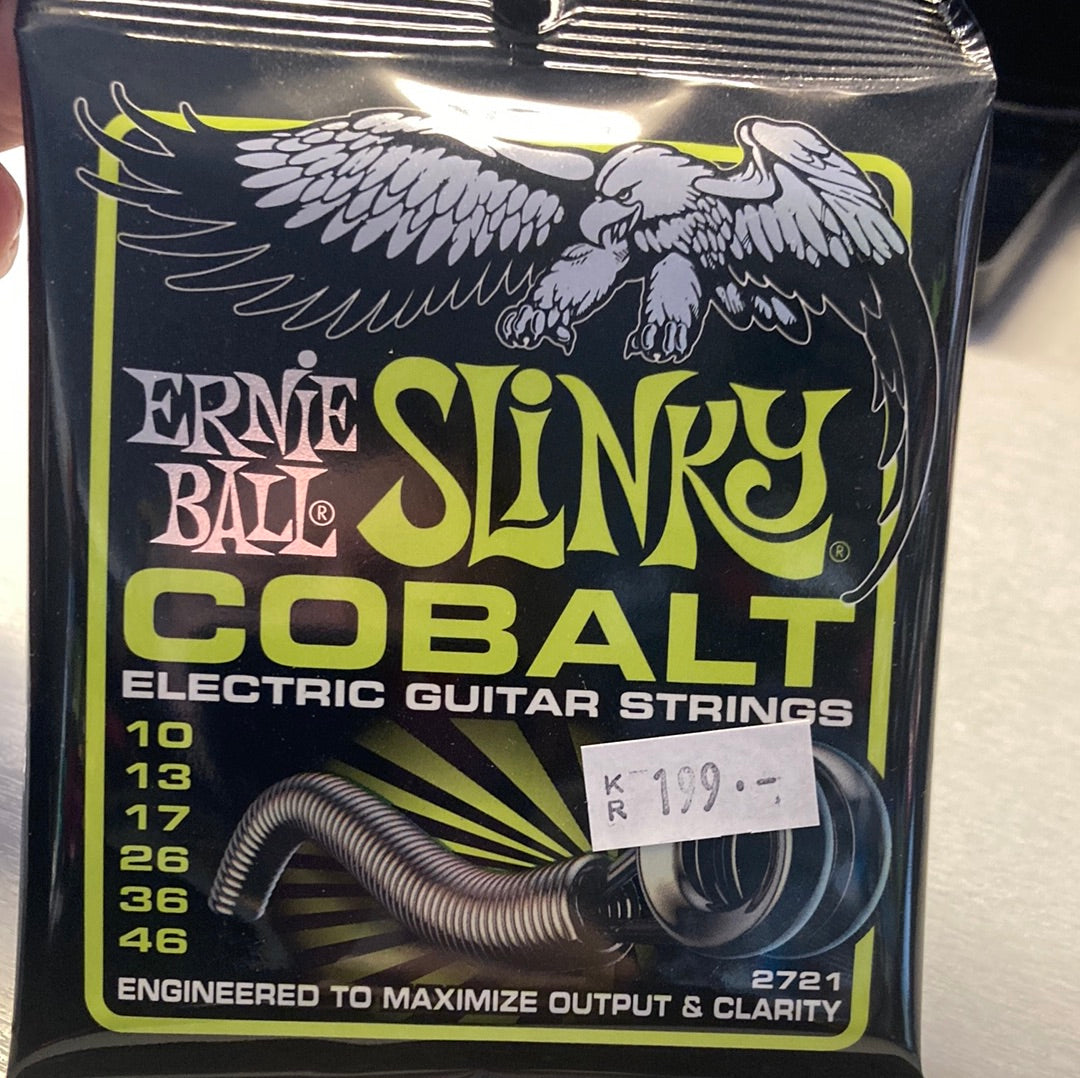 ERNIE BALL® SLINKY®
COBALT
ELECTRIC GUITAR STRINGS
10
13
17
26
36
46
KR 199.-
2721
ENGINEERED TO MAXIMIZE OUTPUT & CLARITY